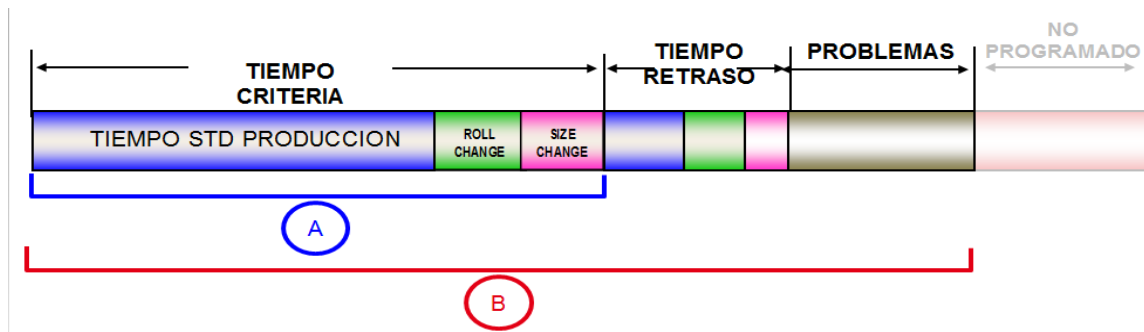 NO
PROGRAMADO
TIEMPO
RETRASO
PROBLEMAS
TIEMPO
CRITERIA
TIEMPO STD PRODUCCION
ROLL
CHANGE
SIZE
CHANGE
A
B